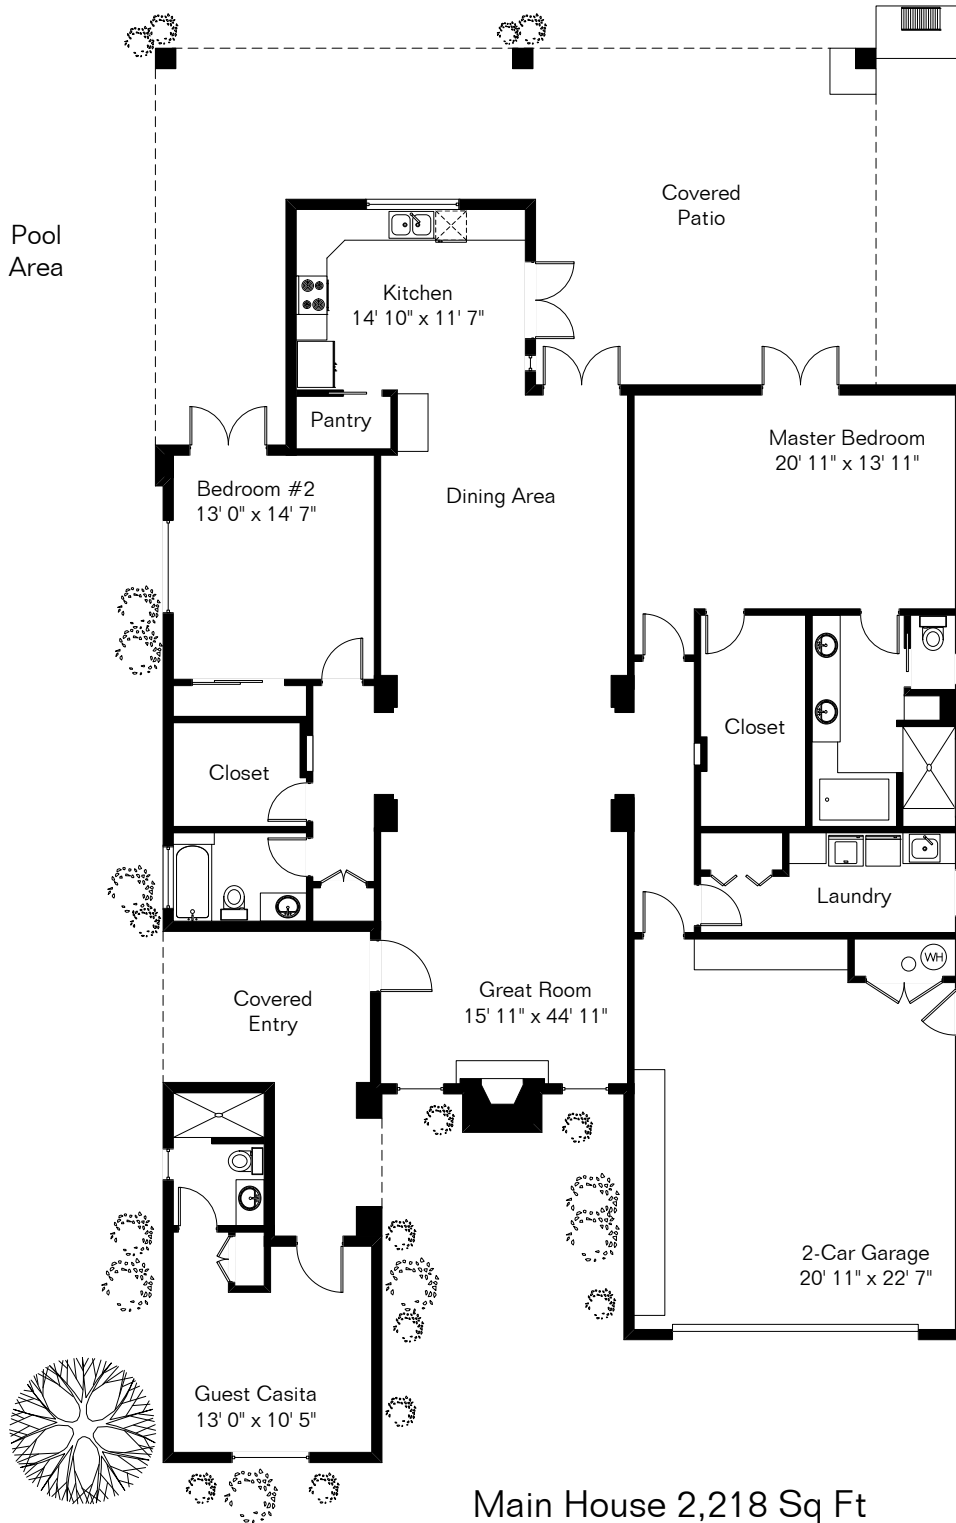 Covered
Patio
Pool
Area
Kitchen
14' 10" x 11' 7"
Pantry
Master Bedroom
20' 11" x 13' 11"
Bedroom #2
13' 0" x 14' 7"
Dining Area
Closet
Closet
Laundry
WH
Covered
Entry
Great Room
15' 11" x 44' 11"
2-Car Garage
20' 11" x 22' 7"
Guest Casita
13' 0" x 10' 5"
Main House 2,218 Sq Ft